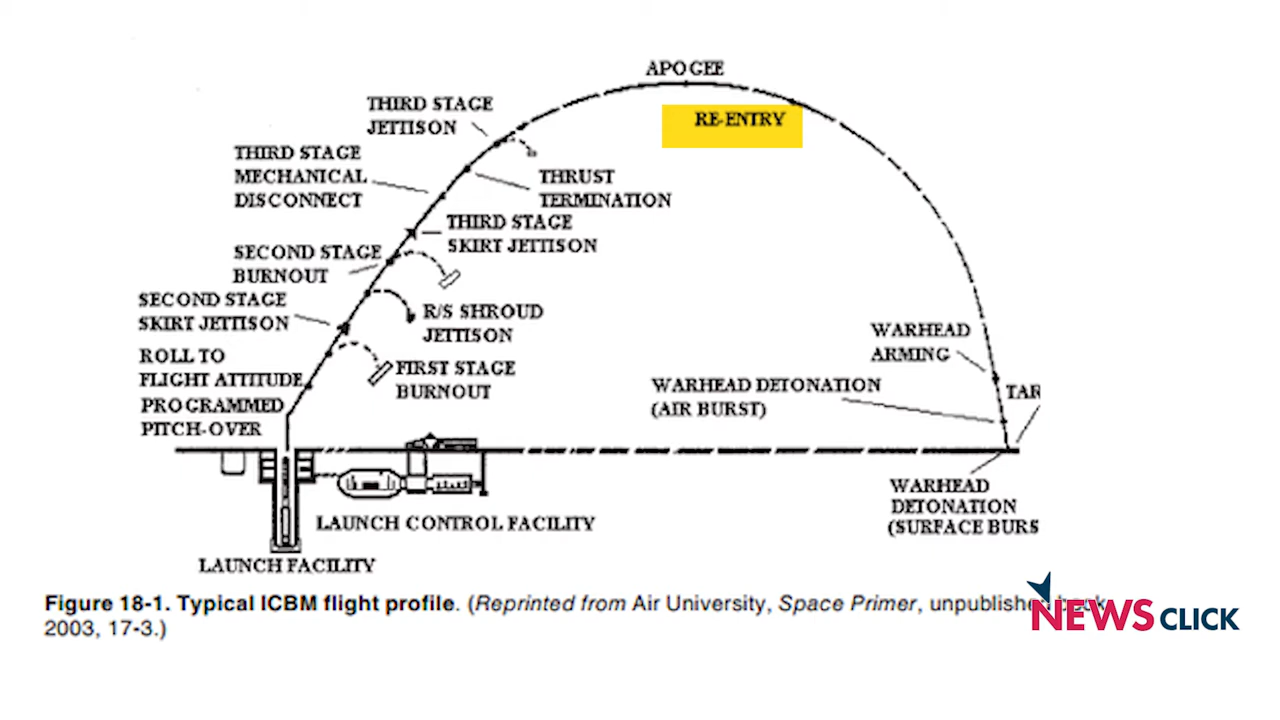 APOGEE
RE-ENTRY
THIRD STAGE
JETTISON
THIRD STAGE
MECHANICAL
DISCONNECT
THRUST
TERMINATION
THIRD STAGE
SKIRT JETTISON
SECOND STAGE
BURNOUT
SECOND STAGE
SKIRT JETTISON
R/S SHROUD
JETTISON
ROLL TO
FLIGHT ATTITUDE
FIRST STAGE
BURNOUT
PROGRAMMED
PITCH-OVER
WARHEAD
ARMING
WARHEAD DETONATION
(AIR BURST)
TAR
WARHEAD
DETONATION
(SURFACE BURS
LAUNCH CONTROL FACILITY
LAUNCH FACILITY
Figure 18-1. Typical ICBM flight profile. (Reprinted from Air University, Space Primer, unpublished book,
2003, 17-3.)
NEWSCLICK